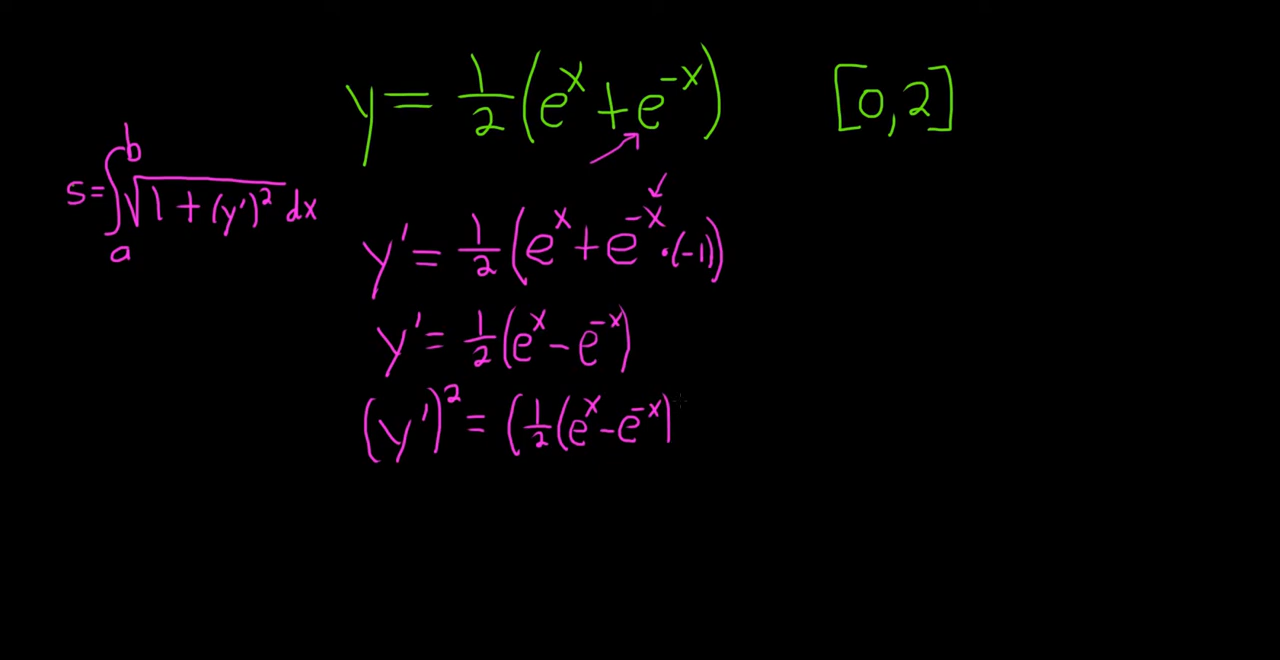 y = 1/2 (e^x + e^-x) [0, 2]
s = ∫_a^b √(1 + (y')^2) dx
y' = 1/2 (e^x + e^-x · (-1))
y' = 1/2 (e^x - e^-x)
(y')^2 = (1/2 (e^x - e^-x)